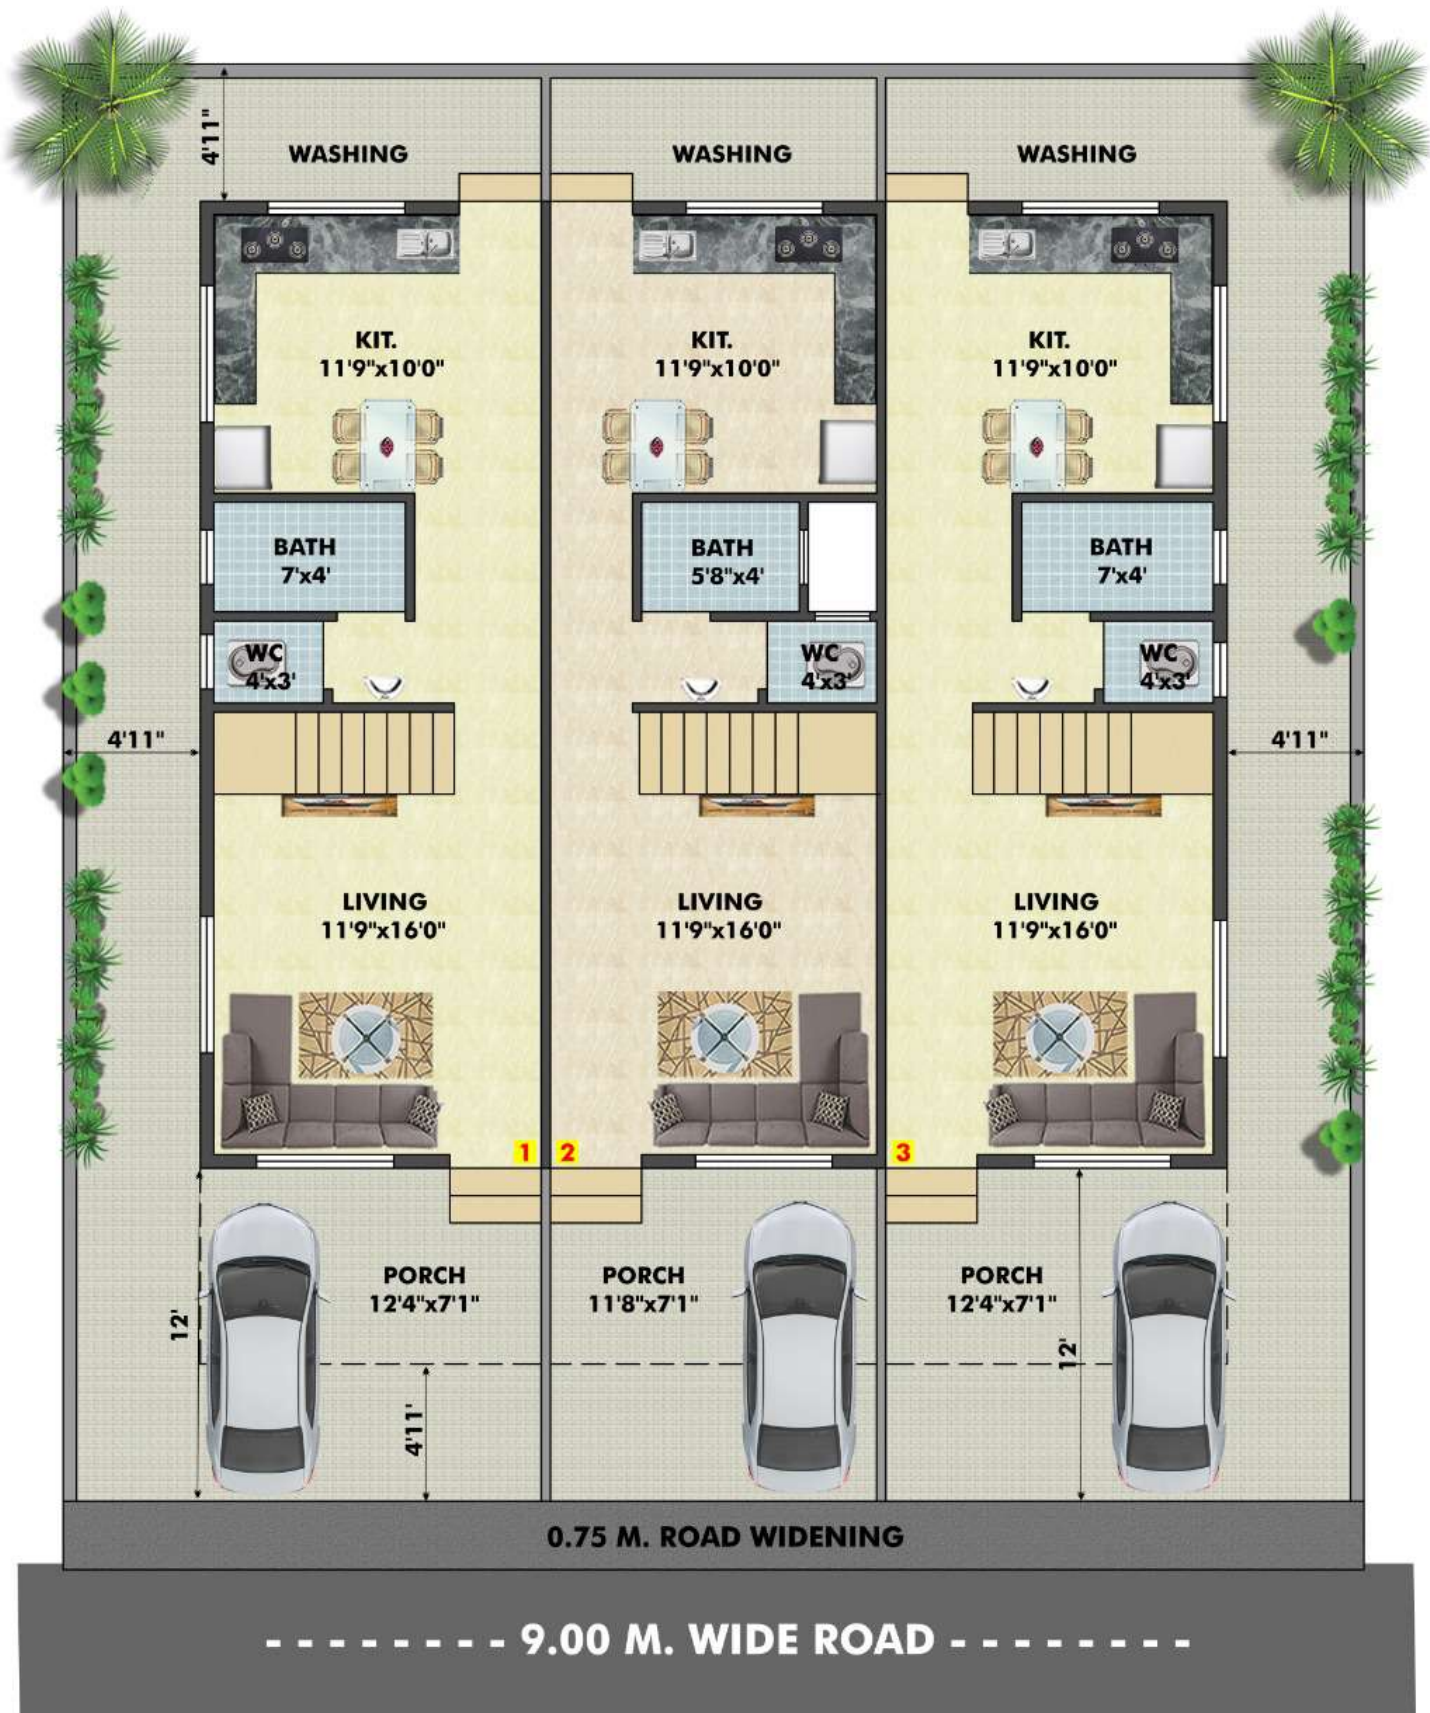 4'11"
WASHING
WASHING
WASHING
KIT.
11'9"x10'0"
KIT.
11'9"x10'0"
KIT.
11'9"x10'0"
BATH
7'x4'
BATH
5'8"x4'
BATH
7'x4'
WC
4'x3'
WC
4'x3'
WC
4'x3'
4'11"
4'11"
LIVING
11'9"x16'0"
LIVING
11'9"x16'0"
LIVING
11'9"x16'0"
1
2
3
PORCH
12'4"x7'1"
PORCH
11'8"x7'1"
PORCH
12'4"x7'1"
12'
12'
4'11'
0.75 M. ROAD WIDENING
9.00 M. WIDE ROAD